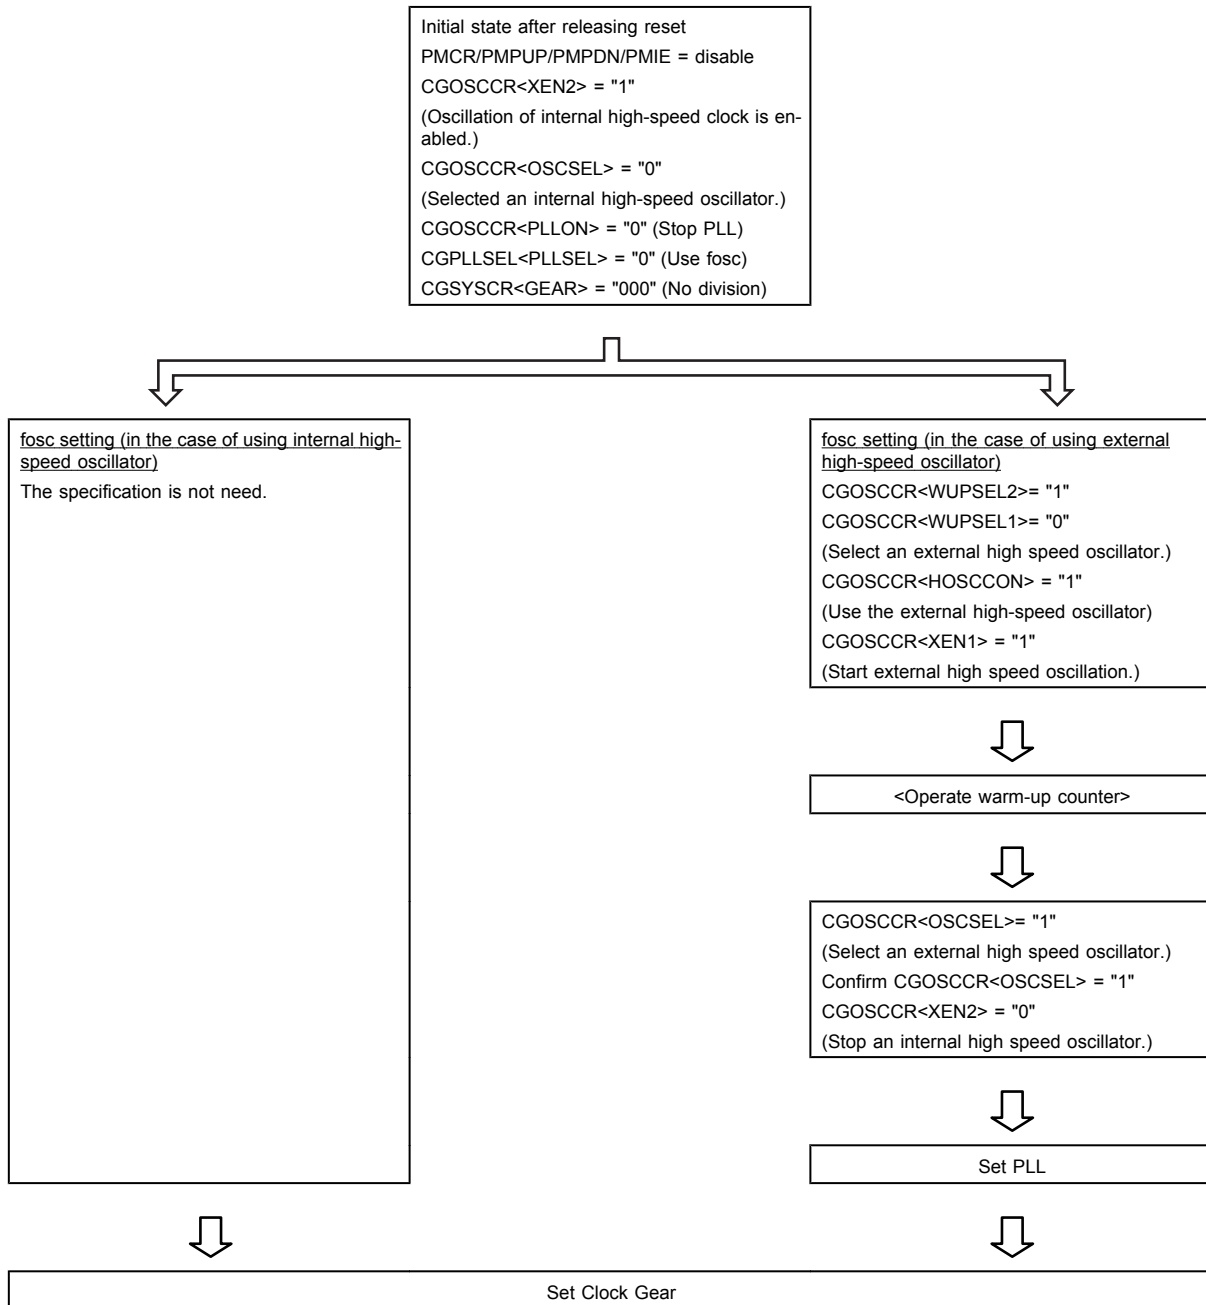 Initial state after releasing reset
PMCR/PMPUP/PMPDN/PMIE = disable
CGOSCCR<XEN2> = "1"
(Oscillation of internal high-speed clock is en-
abled.)
CGOSCCR<OSCSEL> = "0"
(Selected an internal high-speed oscillator.)
CGOSCCR<PLLON> = "0" (Stop PLL)
CGPLLSEL<PLLSEL> = "0" (Use fosc)
CGSYSCR<GEAR> = "000" (No division)
fosc setting (in the case of using internal high-
speed oscillator)
The specification is not need.
fosc setting (in the case of using external
high-speed oscillator)
CGOSCCR<WUPSEL2>= "1"
CGOSCCR<WUPSEL1>= "0"
(Select an external high speed oscillator.)
CGOSCCR<HOSCCON> = "1"
(Use the external high-speed oscillator)
CGOSCCR<XEN1> = "1"
(Start external high speed oscillation.)
<Operate warm-up counter>
CGOSCCR<OSCSEL>= "1"
(Select an external high speed oscillator.)
Confirm CGOSCCR<OSCSEL> = "1"
CGOSCCR<XEN2> = "0"
(Stop an internal high speed oscillator.)
Set PLL
Set Clock Gear